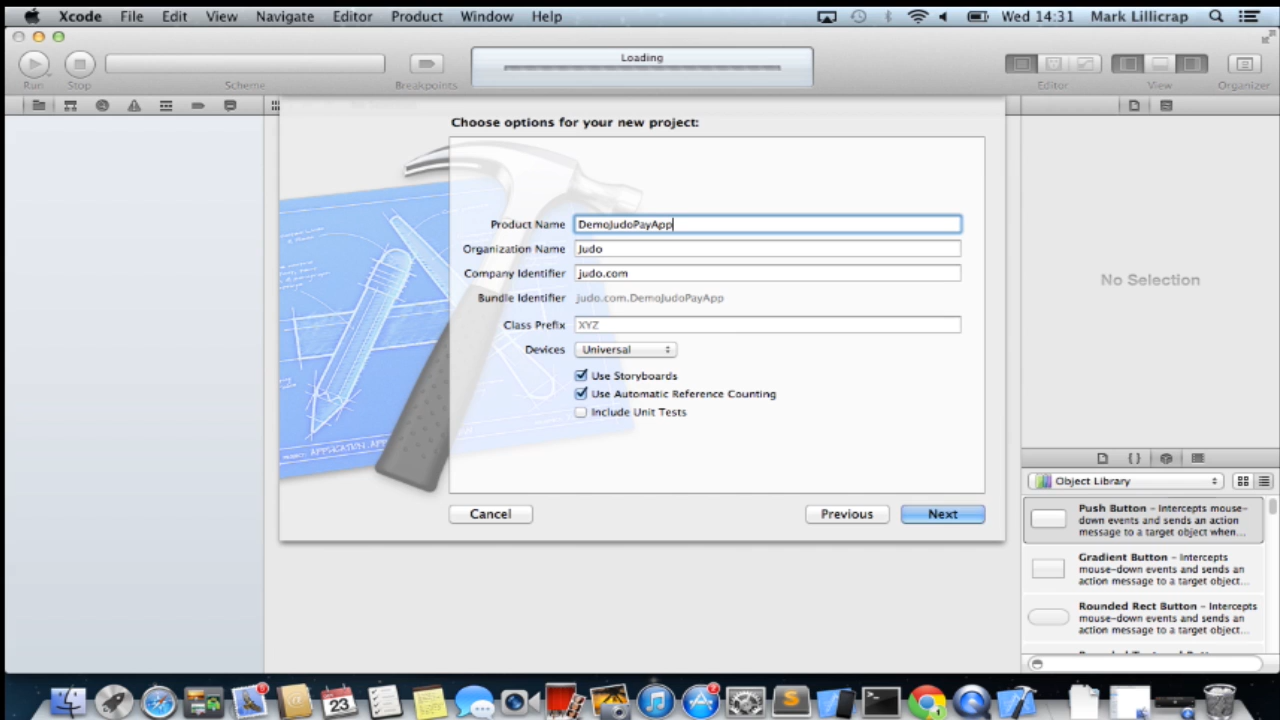 Xcode File Edit View Navigate Editor Product Window Help Wed 14:31 Mark Lillicrap
Loading
Run Stop Scheme Breakpoints Editor View Organizer
Choose options for your new project:
Product Name DemoJudoPayApp
Organization Name Judo
Company Identifier judo.com
Bundle Identifier judo.com.DemoJudoPayApp
Class Prefix XYZ
Devices Universal
Use Storyboards
Use Automatic Reference Counting
Include Unit Tests
Cancel Previous Next
No Selection
{ }
Object Library
Push Button – Intercepts mouse-
down events and sends an action
message to a target object when...
Gradient Button – Intercepts
mouse-down events and sends an
action message to a target object...
Rounded Rect Button – Intercepts
mouse-down events and sends an
action message to a target object...
23